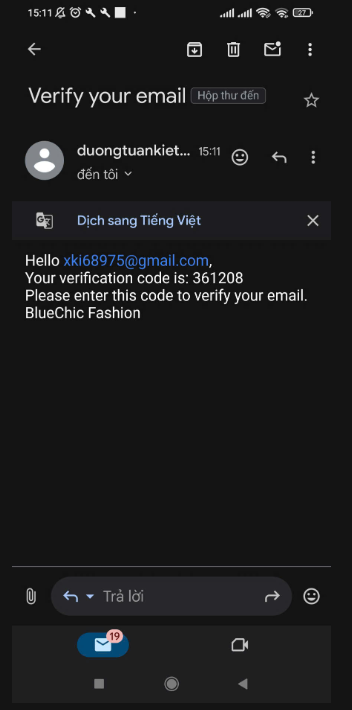 15:11
27
Verify your email Hộp thư đến
duongtuankiet... 15:11
đến tôi
Dịch sang Tiếng Việt
Hello xki68975@gmail.com,
Your verification code is: 361208
Please enter this code to verify your email.
BlueChic Fashion
Trả lời
19